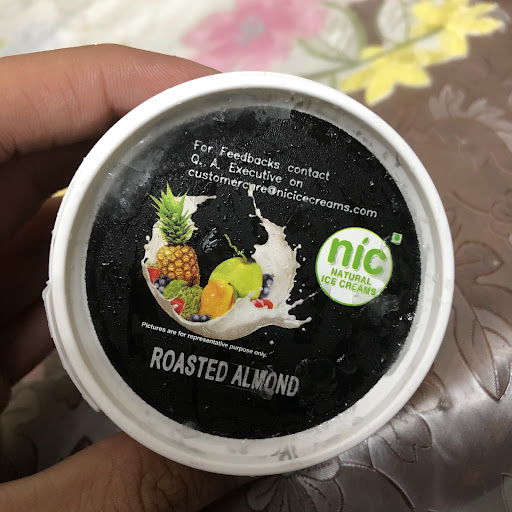 For Feedbacks contact
Q. A. Executive on
customercare@nicicecreams.com
nic
NATURAL
ICE CREAMS
Pictures are for representative purpose only.
ROASTED ALMOND